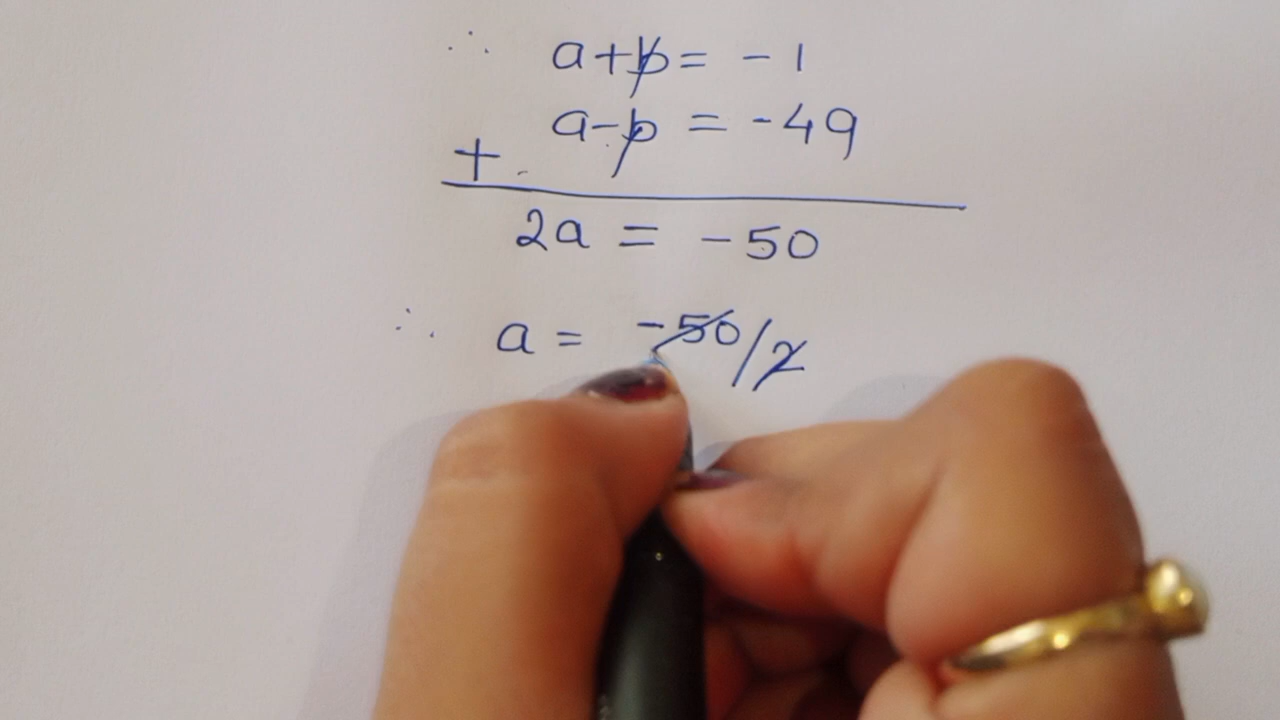 ∴ a+b = -1
a-b = -49
+
2a = -50
∴ a = -50/2